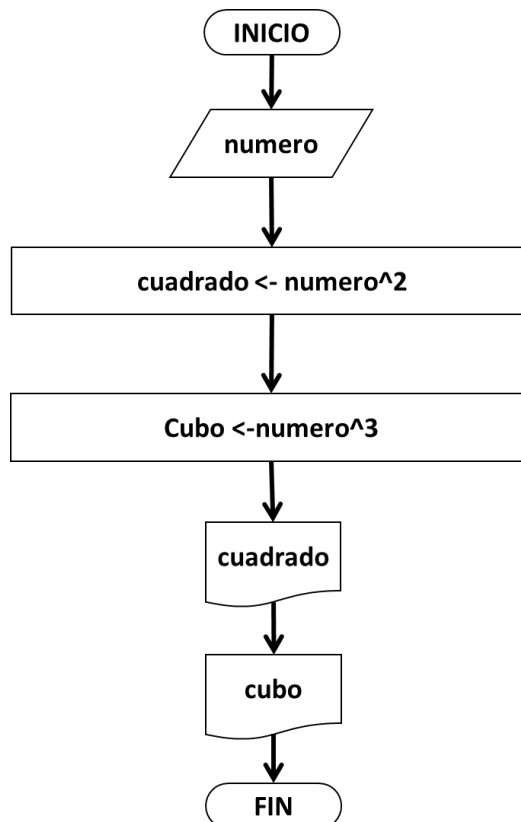 INICIO
numero
cuadrado <- numero^2
Cubo <-numero^3
cuadrado
cubo
FIN